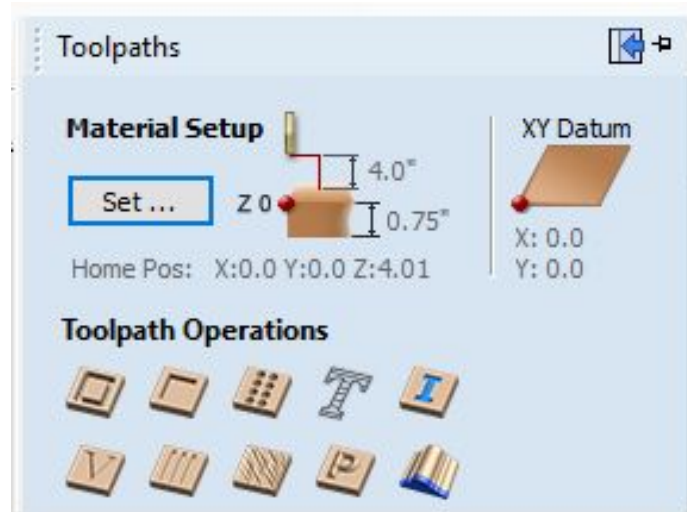 Toolpaths
Material Setup
XY Datum
4.0"
Set ...
Z 0
0.75"
X: 0.0
Home Pos: X:0.0 Y:0.0 Z:4.01
Y: 0.0
Toolpath Operations